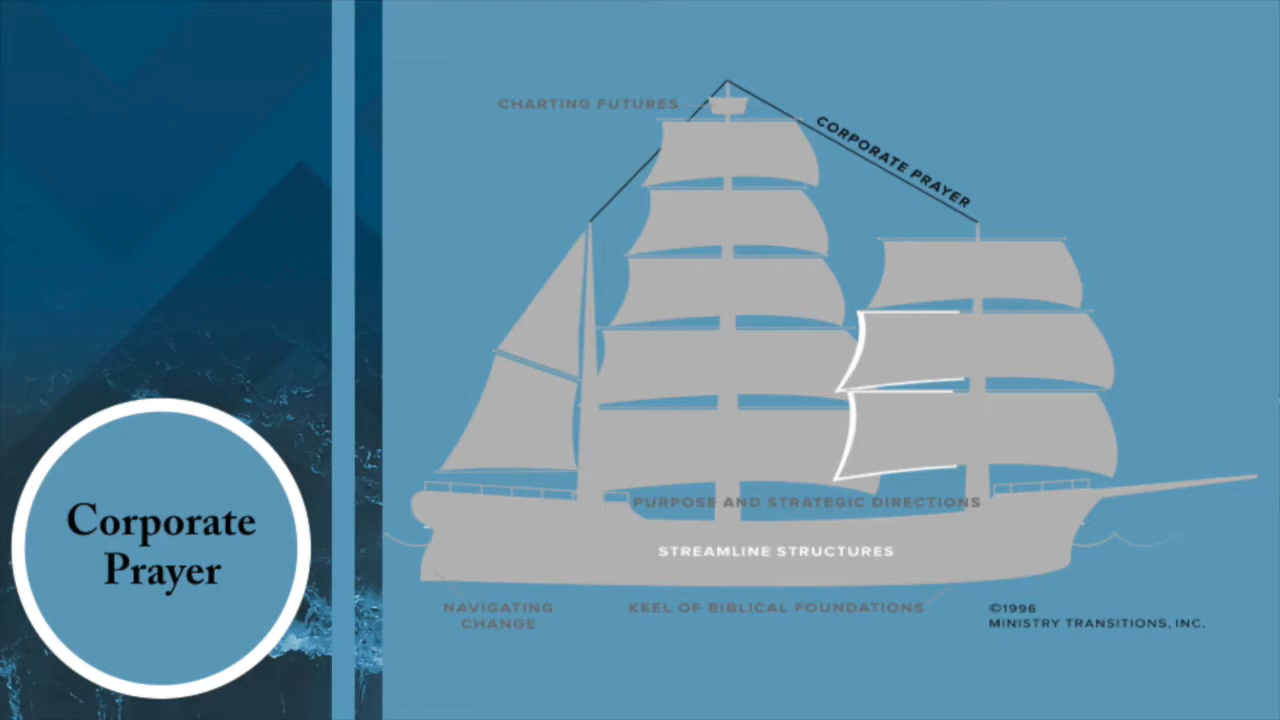 CHARTING FUTURES
CORPORATE PRAYER
PURPOSE AND STRATEGIC DIRECTIONS
STREAMLINE STRUCTURES
NAVIGATING
CHANGE
KEEL OF BIBLICAL FOUNDATIONS
©1996
MINISTRY TRANSITIONS, INC.
Corporate
Prayer